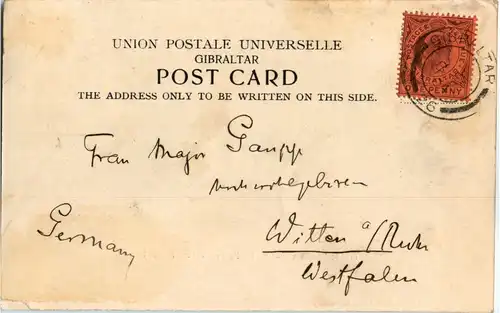 UNION POSTALE UNIVERSELLE
GIBRALTAR
POST CARD
THE ADDRESS ONLY TO BE WRITTEN ON THIS SIDE.
GIBRALTAR
PENNY
Frau Major Gaupp
Hochwohlgeboren
Witten a/Ruhr
Westfalen
Germany